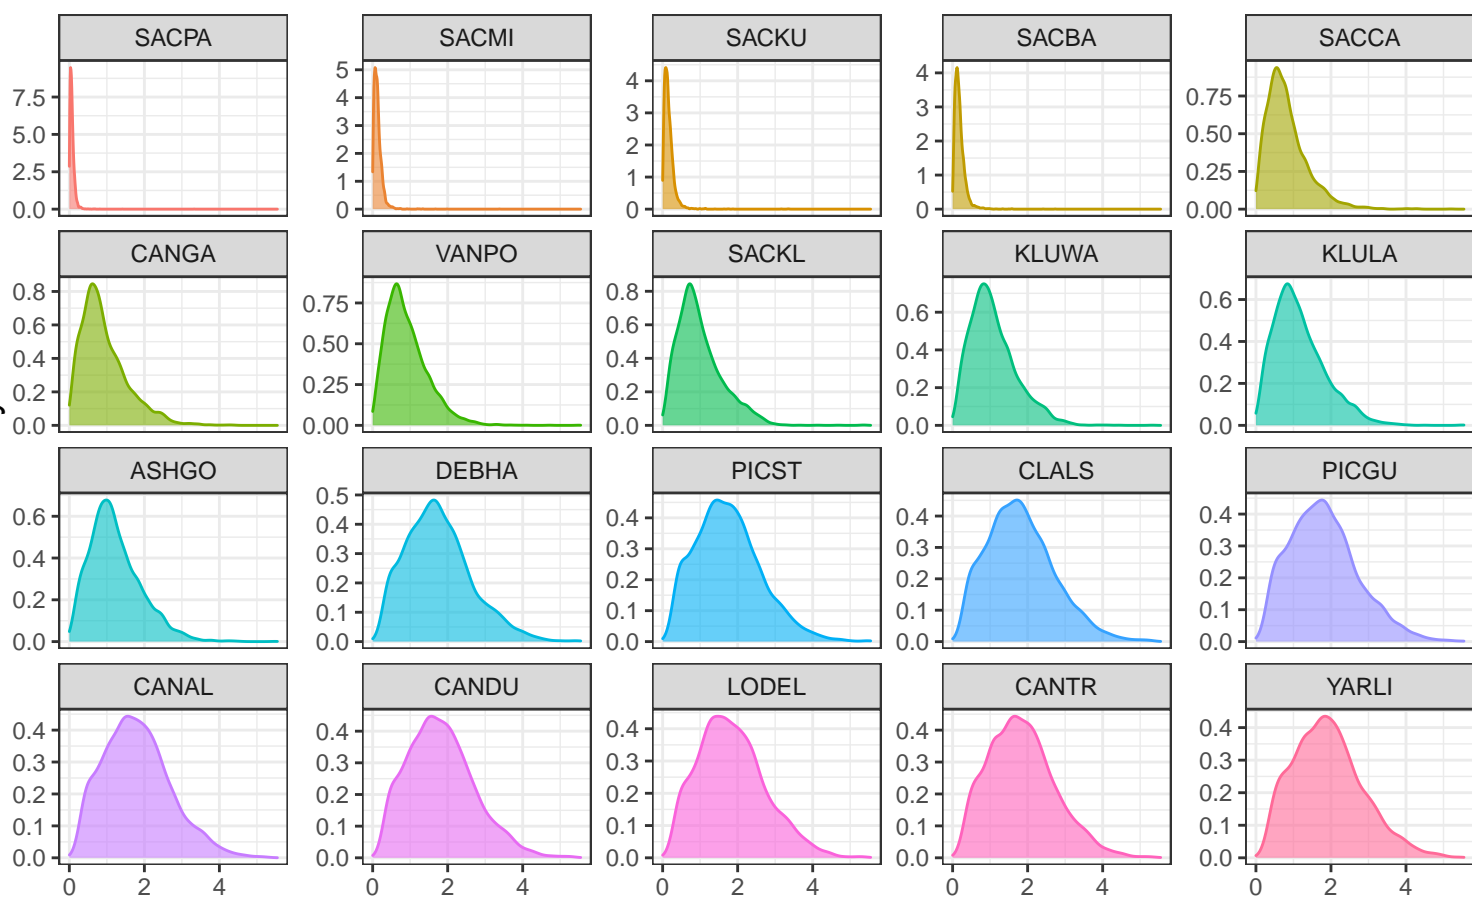 SACPA SACMI SACKU SACBA SACCA
7.5 5.0 2.5 0.0
5 4 3 2 1 0
4 3 2 1 0
4 3 2 1 0
0.75 0.50 0.25 0.00
CANGA VANPO SACKL KLUWA KLULA
0.8 0.6 0.4 0.2 0.0
0.75 0.50 0.25 0.00
0.8 0.6 0.4 0.2 0.0
0.6 0.4 0.2 0.0
0.6 0.4 0.2 0.0
ASHGO DEBHA PICST CLALS PICGU
0.6 0.4 0.2 0.0
0.5 0.4 0.3 0.2 0.1 0.0
0.4 0.3 0.2 0.1 0.0
0.4 0.3 0.2 0.1 0.0
0.4 0.3 0.2 0.1 0.0
CANAL CANDU LODEL CANTR YARLI
0.4 0.3 0.2 0.1 0.0
0.4 0.3 0.2 0.1 0.0
0.4 0.3 0.2 0.1 0.0
0.4 0.3 0.2 0.1 0.0
0.4 0.3 0.2 0.1 0.0
0 2 4 0 2 4 0 2 4 0 2 4 0 2 4